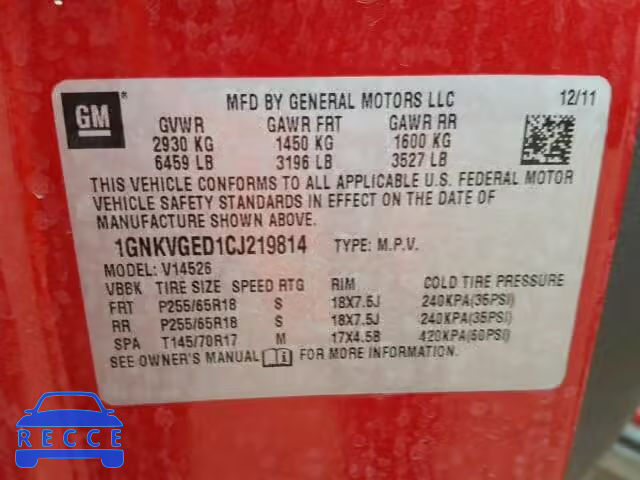 GM ®
MFD BY GENERAL MOTORS LLC 12/11
GVWR GAWR FRT GAWR RR
2930 KG 1450 KG 1600 KG
6459 LB 3196 LB 3527 LB
THIS VEHICLE CONFORMS TO ALL APPLICABLE U.S. FEDERAL MOTOR
VEHICLE SAFETY STANDARDS IN EFFECT ON THE DATE OF
MANUFACTURE SHOWN ABOVE.
1GNKVGED1CJ219814 TYPE: M.P.V.
MODEL: V14526
VBBK TIRE SIZE SPEED RTG RIM COLD TIRE PRESSURE
FRT P255/65R18 S 18X7.5J 240KPA(35PSI)
RR P255/65R18 S 18X7.5J 240KPA(35PSI)
SPA T145/70R17 M 17X4.5B 420KPA(60PSI)
SEE OWNER'S MANUAL FOR MORE INFORMATION.
RECCE